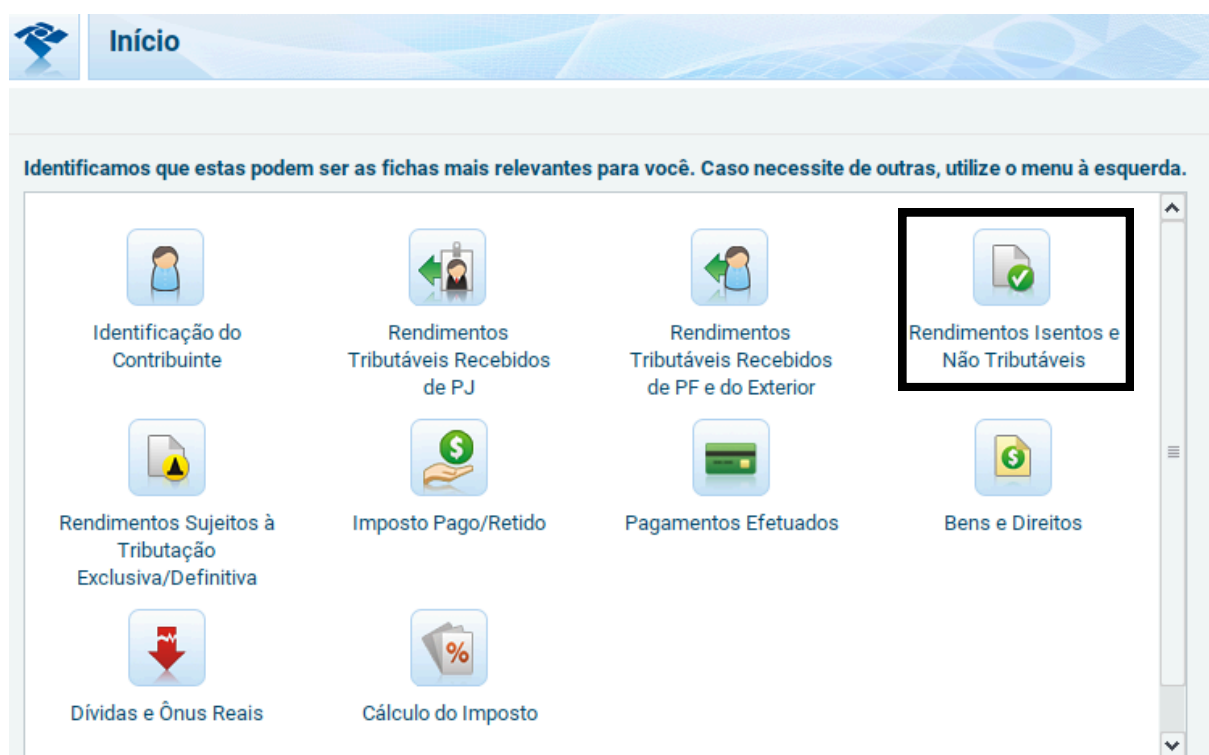 Início
Identificamos que estas podem ser as fichas mais relevantes para você. Caso necessite de outras, utilize o menu à esquerda.
Identificação do
Contribuinte
Rendimentos
Tributáveis Recebidos
de PJ
Rendimentos
Tributáveis Recebidos
de PF e do Exterior
Rendimentos Isentos e
Não Tributáveis
Rendimentos Sujeitos à
Tributação
Exclusiva/Definitiva
Imposto Pago/Retido
Pagamentos Efetuados
Bens e Direitos
Dívidas e Ônus Reais
Cálculo do Imposto